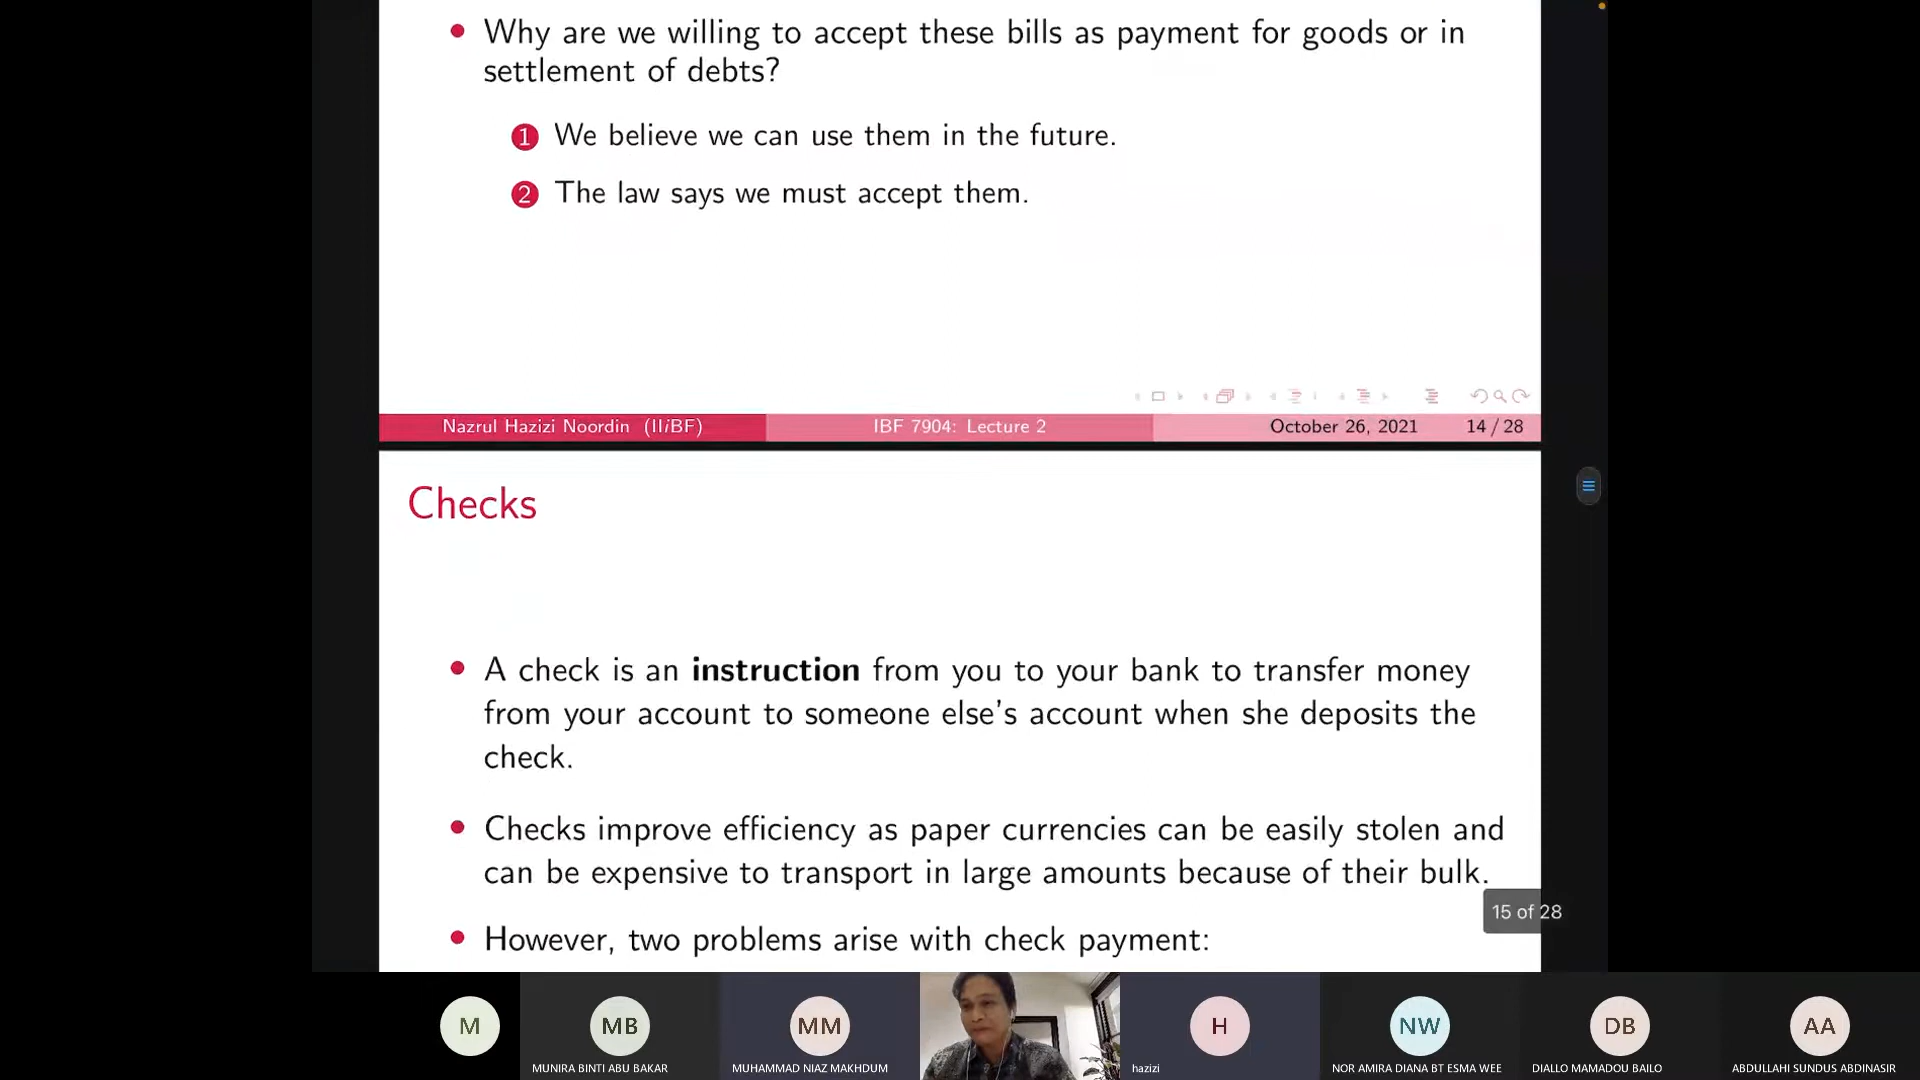 Why are we willing to accept these bills as payment for goods or in
settlement of debts?
1 We believe we can use them in the future.
2 The law says we must accept them.
Nazrul Hazizi Noordin (IIiBF) IBF 7904: Lecture 2 October 26, 2021 14 / 28
Checks
A check is an instruction from you to your bank to transfer money
from your account to someone else's account when she deposits the
check.
Checks improve efficiency as paper currencies can be easily stolen and
can be expensive to transport in large amounts because of their bulk.
15 of 28
However, two problems arise with check payment:
M MB MM H NW DB AA
MUNIRA BINTI ABU BAKAR MUHAMMAD NIAZ MAKHDUM hazizi NOR AMIRA DIANA BT ESMA WEE DIALLO MAMADOU BAILO ABDULLAHI SUNDUS ABDINASIR